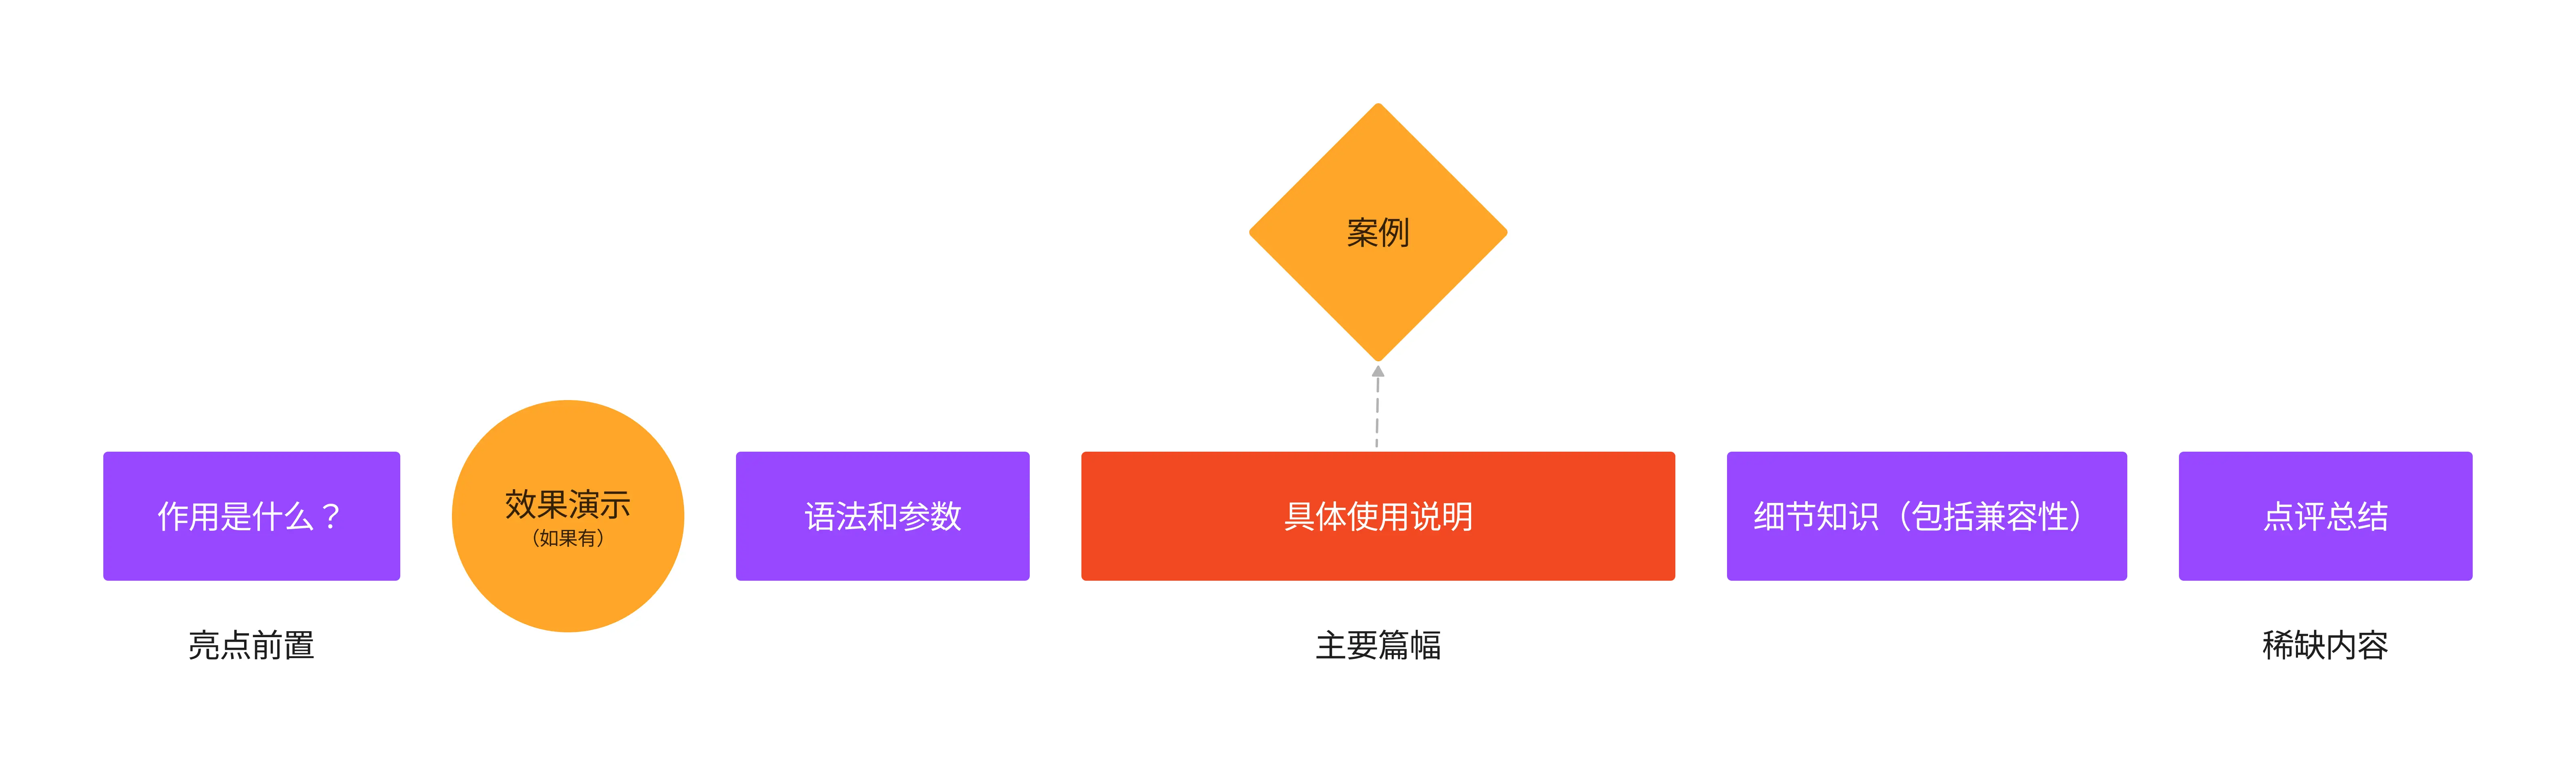 案例
作用是什么？
效果演示
（如果有）
语法和参数
具体使用说明
细节知识（包括兼容性）
点评总结
亮点前置
主要篇幅
稀缺内容